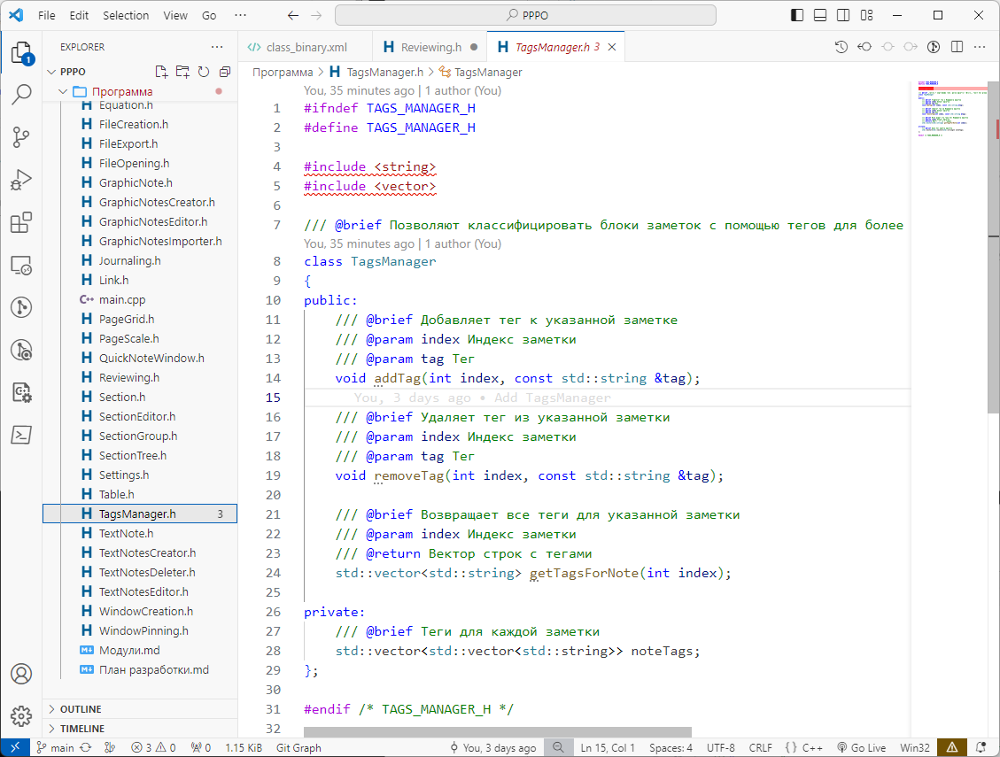 File Edit Selection View Go ··· PPPO
EXPLORER ···
PPPO
Программа
Equation.h
FileCreation.h
FileExport.h
FileOpening.h
GraphicNote.h
GraphicNotesCreator.h
GraphicNotesEditor.h
GraphicNotesImporter.h
Journaling.h
Link.h
main.cpp
PageGrid.h
PageScale.h
QuickNoteWindow.h
Reviewing.h
Section.h
SectionEditor.h
SectionGroup.h
SectionTree.h
Settings.h
Table.h
TagsManager.h 3
TextNote.h
TextNotesCreator.h
TextNotesDeleter.h
TextNotesEditor.h
WindowCreation.h
WindowPinning.h
Модули.md
План разработки.md
OUTLINE
TIMELINE
class_binary.xml Reviewing.h TagsManager.h 3
Программа > TagsManager.h > TagsManager
You, 35 minutes ago | 1 author (You)
1 #ifndef TAGS_MANAGER_H
2 #define TAGS_MANAGER_H
3
4 #include <string>
5 #include <vector>
6
7 /// @brief Позволяют классифицировать блоки заметок с помощью тегов для более
You, 35 minutes ago | 1 author (You)
8 class TagsManager
9 {
10 public:
11 /// @brief Добавляет тег к указанной заметке
12 /// @param index Индекс заметки
13 /// @param tag Тег
14 void addTag(int index, const std::string &tag);
15 You, 3 days ago • Add TagsManager
16 /// @brief Удаляет тег из указанной заметки
17 /// @param index Индекс заметки
18 /// @param tag Тег
19 void removeTag(int index, const std::string &tag);
20
21 /// @brief Возвращает все теги для указанной заметки
22 /// @param index Индекс заметки
23 /// @return Вектор строк с тегами
24 std::vector<std::string> getTagsForNote(int index);
25
26 private:
27 /// @brief Теги для каждой заметки
28 std::vector<std::vector<std::string>> noteTags;
29 };
30
31 #endif /* TAGS_MANAGER_H */
32
main 3 0 0 1.15 KiB Git Graph You, 3 days ago Ln 15, Col 1 Spaces: 4 UTF-8 CRLF {} C++ Go Live Win32